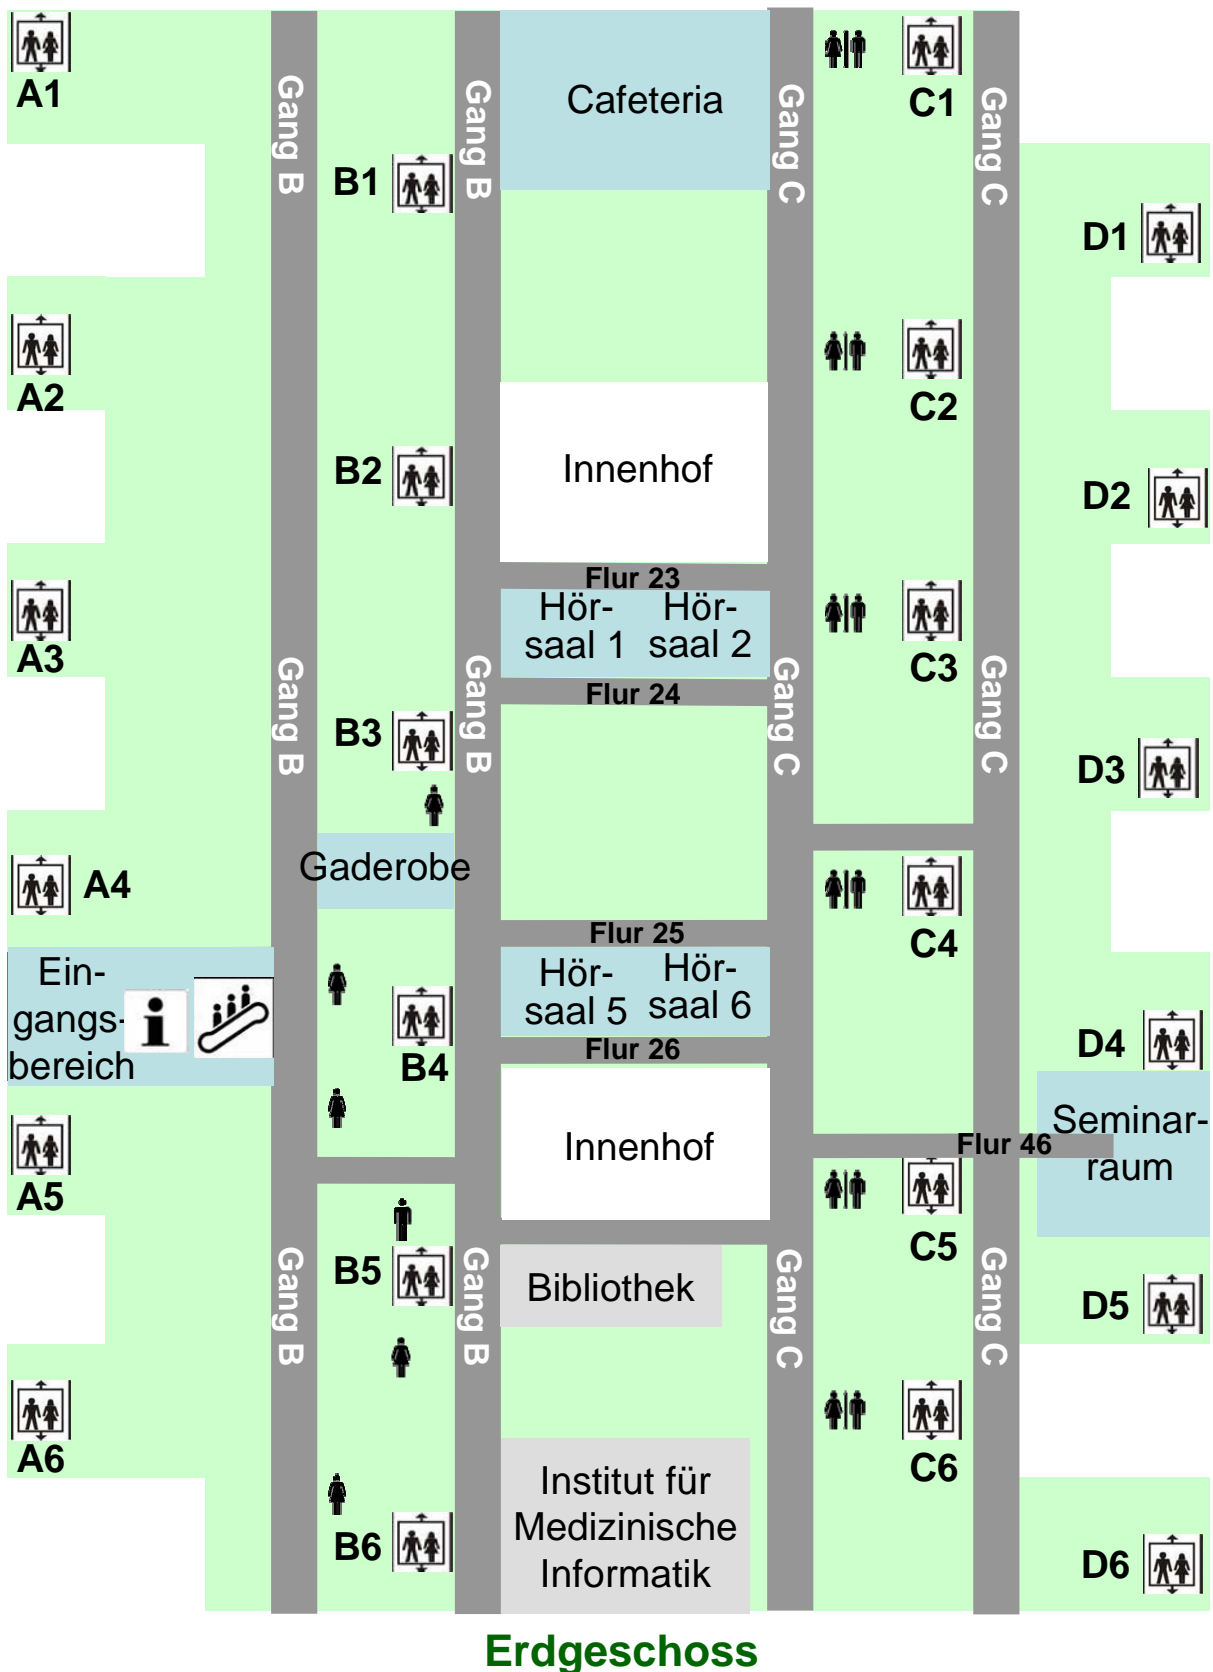 A1
Gang B
Gang B
Cafeteria
Gang C
C1
Gang C
B1
D1
A2
C2
B2
Innenhof
D2
Flur 23
Hör-
saal 1
Hör-
saal 2
A3
C3
Gang B
Gang B
Flur 24
Gang C
Gang C
B3
D3
Gaderobe
A4
Flur 25
C4
Ein-
gangs-
bereich
i
Hör-
saal 5
Hör-
saal 6
B4
Flur 26
D4
Innenhof
Flur 46
Seminar-
raum
A5
C5
Gang B
B5
Gang B
Bibliothek
Gang C
Gang C
D5
A6
C6
Institut für
Medizinische
Informatik
B6
D6
Erdgeschoss